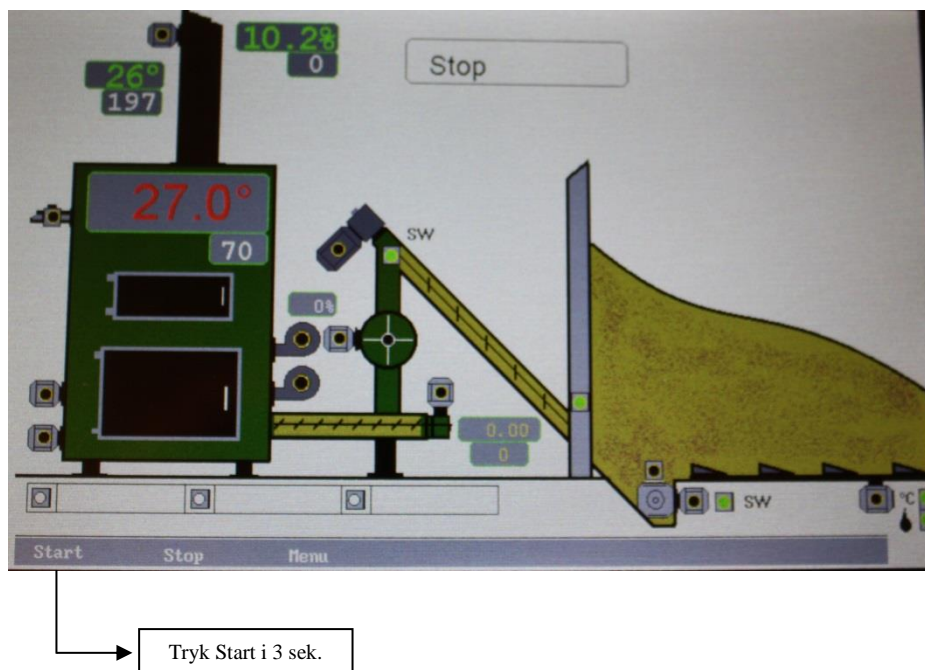 10.2%
0
26°
197
Stop
27.0°
70
SW
0%
0.00
0
SW
°C
Start
Stop
Menu
Tryk Start i 3 sek.